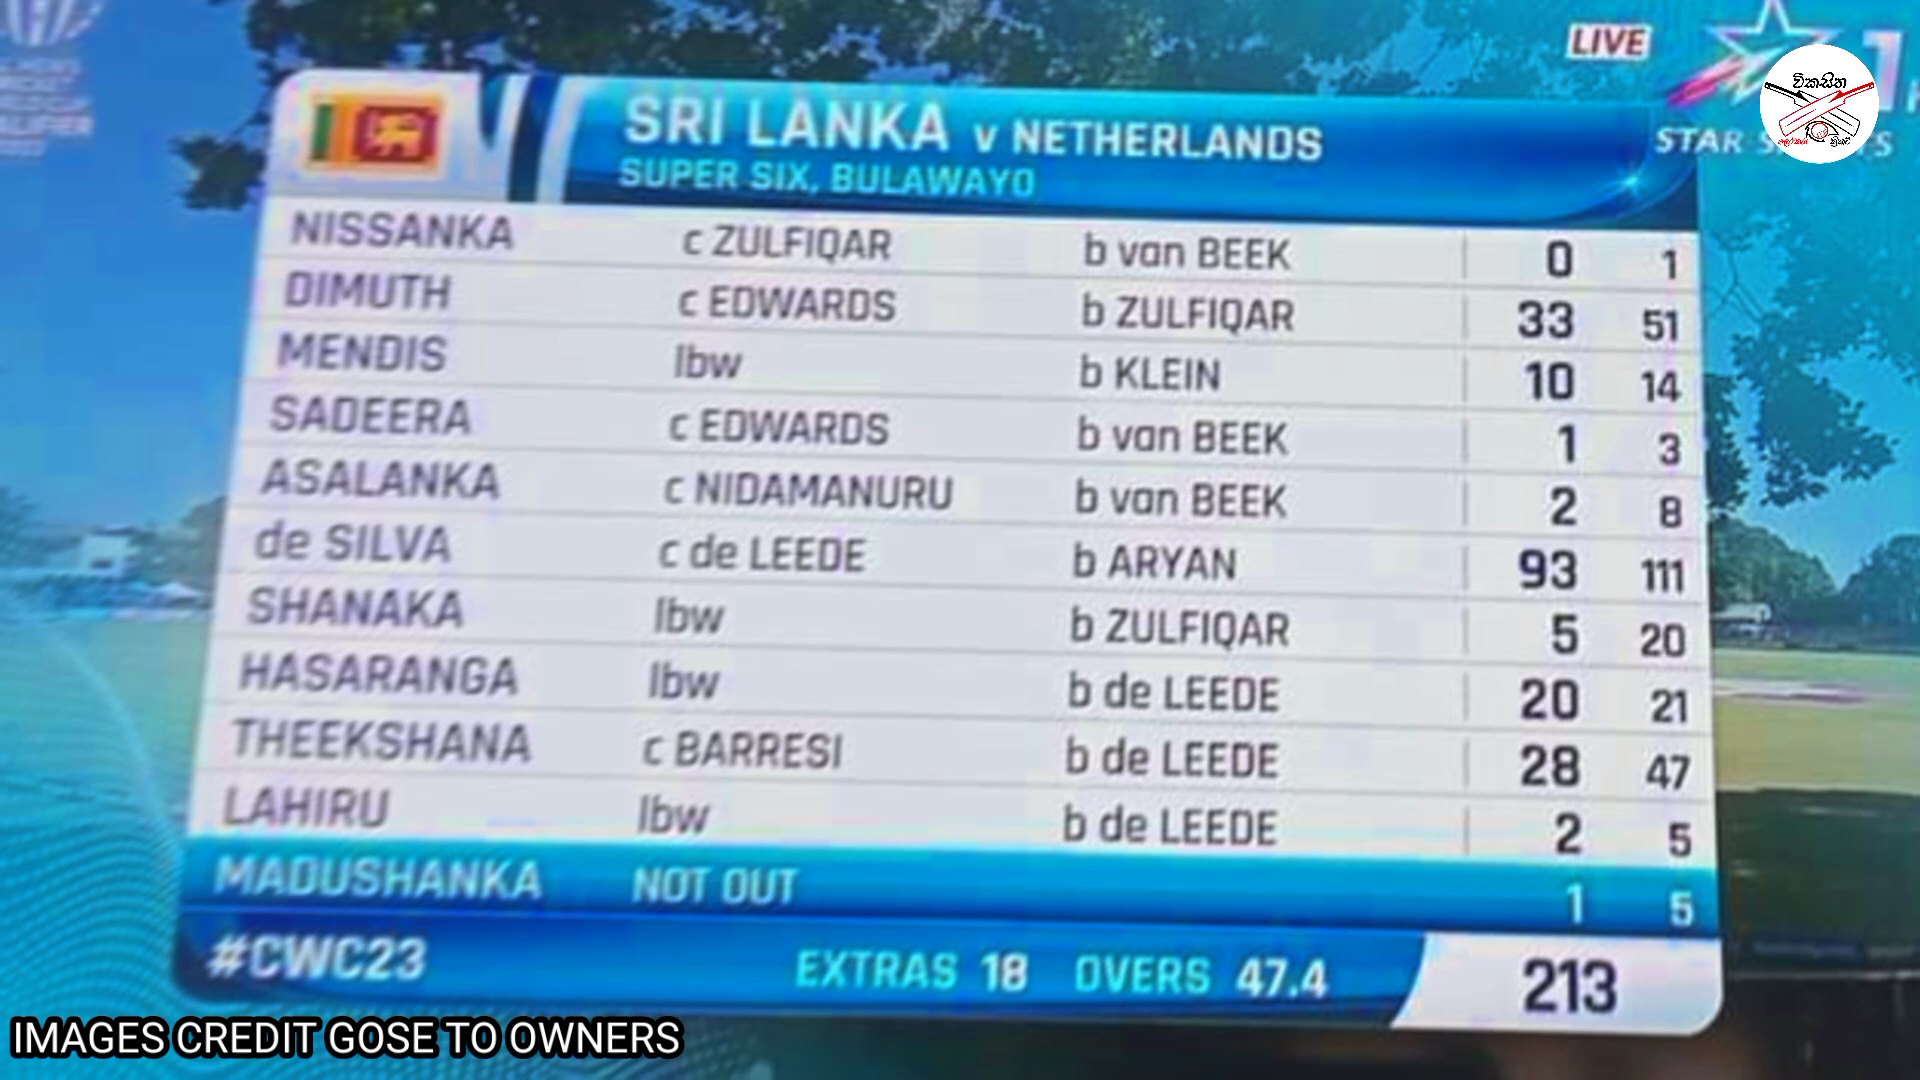 LIVE
විකසිත
1
STAR
SRI LANKA v NETHERLANDS
SUPER SIX, BULAWAYO
NISSANKA c ZULFIQAR b van BEEK 0 1
DIMUTH c EDWARDS b ZULFIQAR 33 51
MENDIS lbw b KLEIN 10 14
SADEERA c EDWARDS b van BEEK 1 3
ASALANKA c NIDAMANURU b van BEEK 2 8
de SILVA c de LEEDE b ARYAN 93 111
SHANAKA lbw b ZULFIQAR 5 20
HASARANGA lbw b de LEEDE 20 21
THEEKSHANA c BARRESI b de LEEDE 28 47
LAHIRU lbw b de LEEDE 2 5
MADUSHANKA NOT OUT 1 5
#CWC23 EXTRAS 18 OVERS 47.4 213
IMAGES CREDIT GOSE TO OWNERS